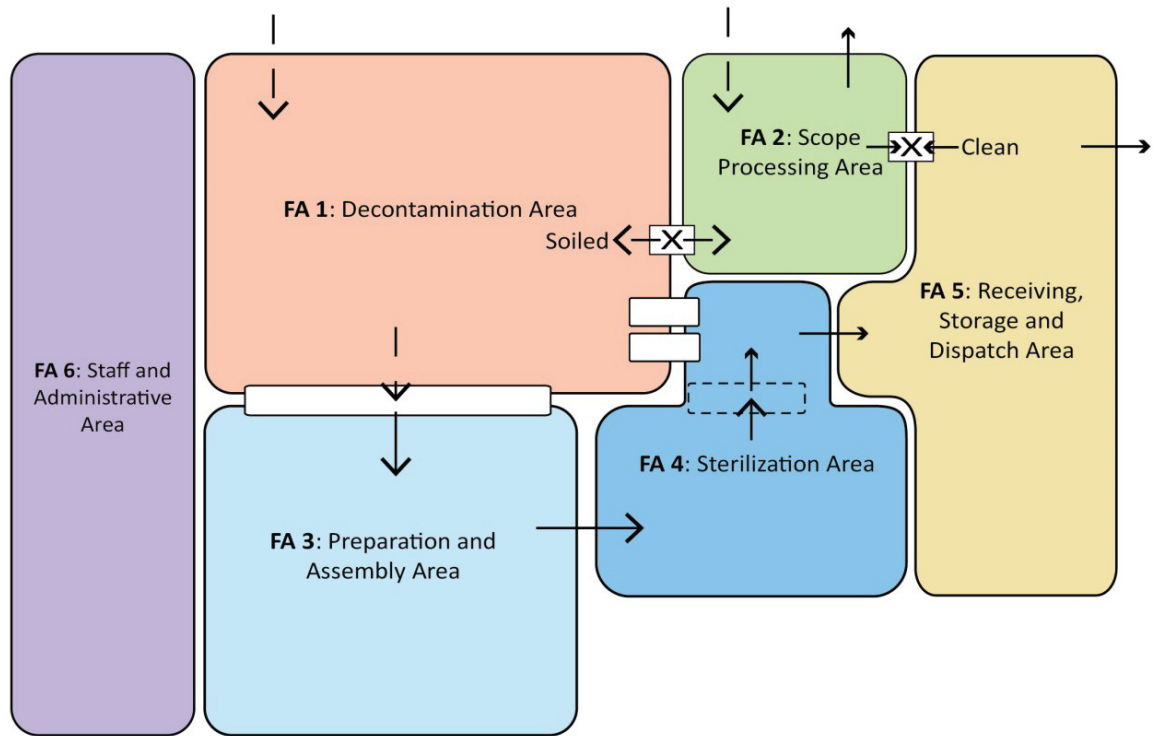 FA 1: Decontamination Area
Soiled
FA 2: Scope
Processing Area
X
Clean
X
FA 5: Receiving,
Storage and
Dispatch Area
FA 6: Staff and
Administrative
Area
FA 4: Sterilization Area
FA 3: Preparation and
Assembly Area